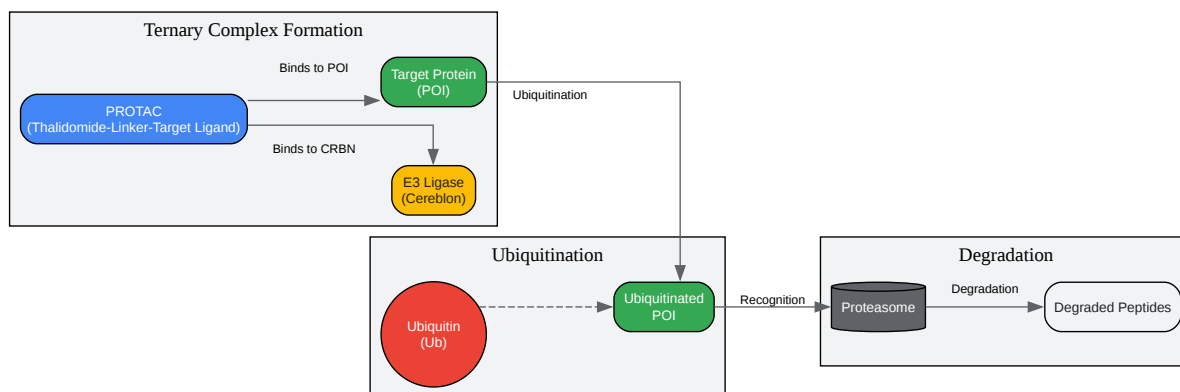 Ternary Complex Formation
Binds to POI
Target Protein
(POI)
Ubiquitination
PROTAC
(Thalidomide-Linker-Target Ligand)
Binds to CRBN
E3 Ligase
(Cereblon)
Ubiquitination
Ubiquitin
(Ub)
Ubiquitinated
POI
Recognition
Degradation
Proteasome
Degradation
Degraded Peptides